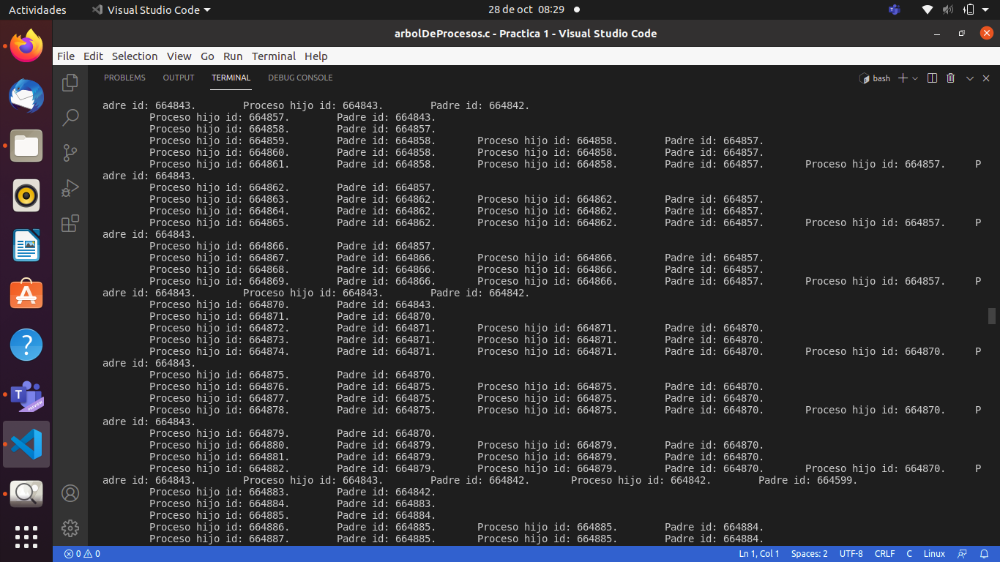 Actividades
Visual Studio Code
28 de oct 08:29
arbolDeProcesos.c - Practica 1 - Visual Studio Code
File Edit Selection View Go Run Terminal Help
PROBLEMS OUTPUT TERMINAL DEBUG CONSOLE
bash
adre id: 664843. Proceso hijo id: 664843. Padre id: 664842.
Proceso hijo id: 664857. Padre id: 664843.
Proceso hijo id: 664858. Padre id: 664857.
Proceso hijo id: 664859. Padre id: 664858. Proceso hijo id: 664858. Padre id: 664857.
Proceso hijo id: 664860. Padre id: 664858. Proceso hijo id: 664858. Padre id: 664857.
Proceso hijo id: 664861. Padre id: 664858. Proceso hijo id: 664858. Padre id: 664857. Proceso hijo id: 664857. P
adre id: 664843.
Proceso hijo id: 664862. Padre id: 664857.
Proceso hijo id: 664863. Padre id: 664862. Proceso hijo id: 664862. Padre id: 664857.
Proceso hijo id: 664864. Padre id: 664862. Proceso hijo id: 664862. Padre id: 664857.
Proceso hijo id: 664865. Padre id: 664862. Proceso hijo id: 664862. Padre id: 664857. Proceso hijo id: 664857. P
adre id: 664843.
Proceso hijo id: 664866. Padre id: 664857.
Proceso hijo id: 664867. Padre id: 664866. Proceso hijo id: 664866. Padre id: 664857.
Proceso hijo id: 664868. Padre id: 664866. Proceso hijo id: 664866. Padre id: 664857.
Proceso hijo id: 664869. Padre id: 664866. Proceso hijo id: 664866. Padre id: 664857. Proceso hijo id: 664857. P
adre id: 664843. Proceso hijo id: 664843. Padre id: 664842.
Proceso hijo id: 664870. Padre id: 664843.
Proceso hijo id: 664871. Padre id: 664870.
Proceso hijo id: 664872. Padre id: 664871. Proceso hijo id: 664871. Padre id: 664870.
Proceso hijo id: 664873. Padre id: 664871. Proceso hijo id: 664871. Padre id: 664870.
Proceso hijo id: 664874. Padre id: 664871. Proceso hijo id: 664871. Padre id: 664870. Proceso hijo id: 664870. P
adre id: 664843.
Proceso hijo id: 664875. Padre id: 664870.
Proceso hijo id: 664876. Padre id: 664875. Proceso hijo id: 664875. Padre id: 664870.
Proceso hijo id: 664877. Padre id: 664875. Proceso hijo id: 664875. Padre id: 664870.
Proceso hijo id: 664878. Padre id: 664875. Proceso hijo id: 664875. Padre id: 664870. Proceso hijo id: 664870. P
adre id: 664843.
Proceso hijo id: 664879. Padre id: 664870.
Proceso hijo id: 664880. Padre id: 664879. Proceso hijo id: 664879. Padre id: 664870.
Proceso hijo id: 664881. Padre id: 664879. Proceso hijo id: 664879. Padre id: 664870.
Proceso hijo id: 664882. Padre id: 664879. Proceso hijo id: 664879. Padre id: 664870. Proceso hijo id: 664870. P
adre id: 664843. Proceso hijo id: 664843. Padre id: 664842. Proceso hijo id: 664842. Padre id: 664599.
Proceso hijo id: 664883. Padre id: 664842.
Proceso hijo id: 664884. Padre id: 664883.
Proceso hijo id: 664885. Padre id: 664884.
Proceso hijo id: 664886. Padre id: 664885. Proceso hijo id: 664885. Padre id: 664884.
Proceso hijo id: 664887. Padre id: 664885. Proceso hijo id: 664885. Padre id: 664884.
0 0
Ln 1, Col 1 Spaces: 2 UTF-8 CRLF C Linux